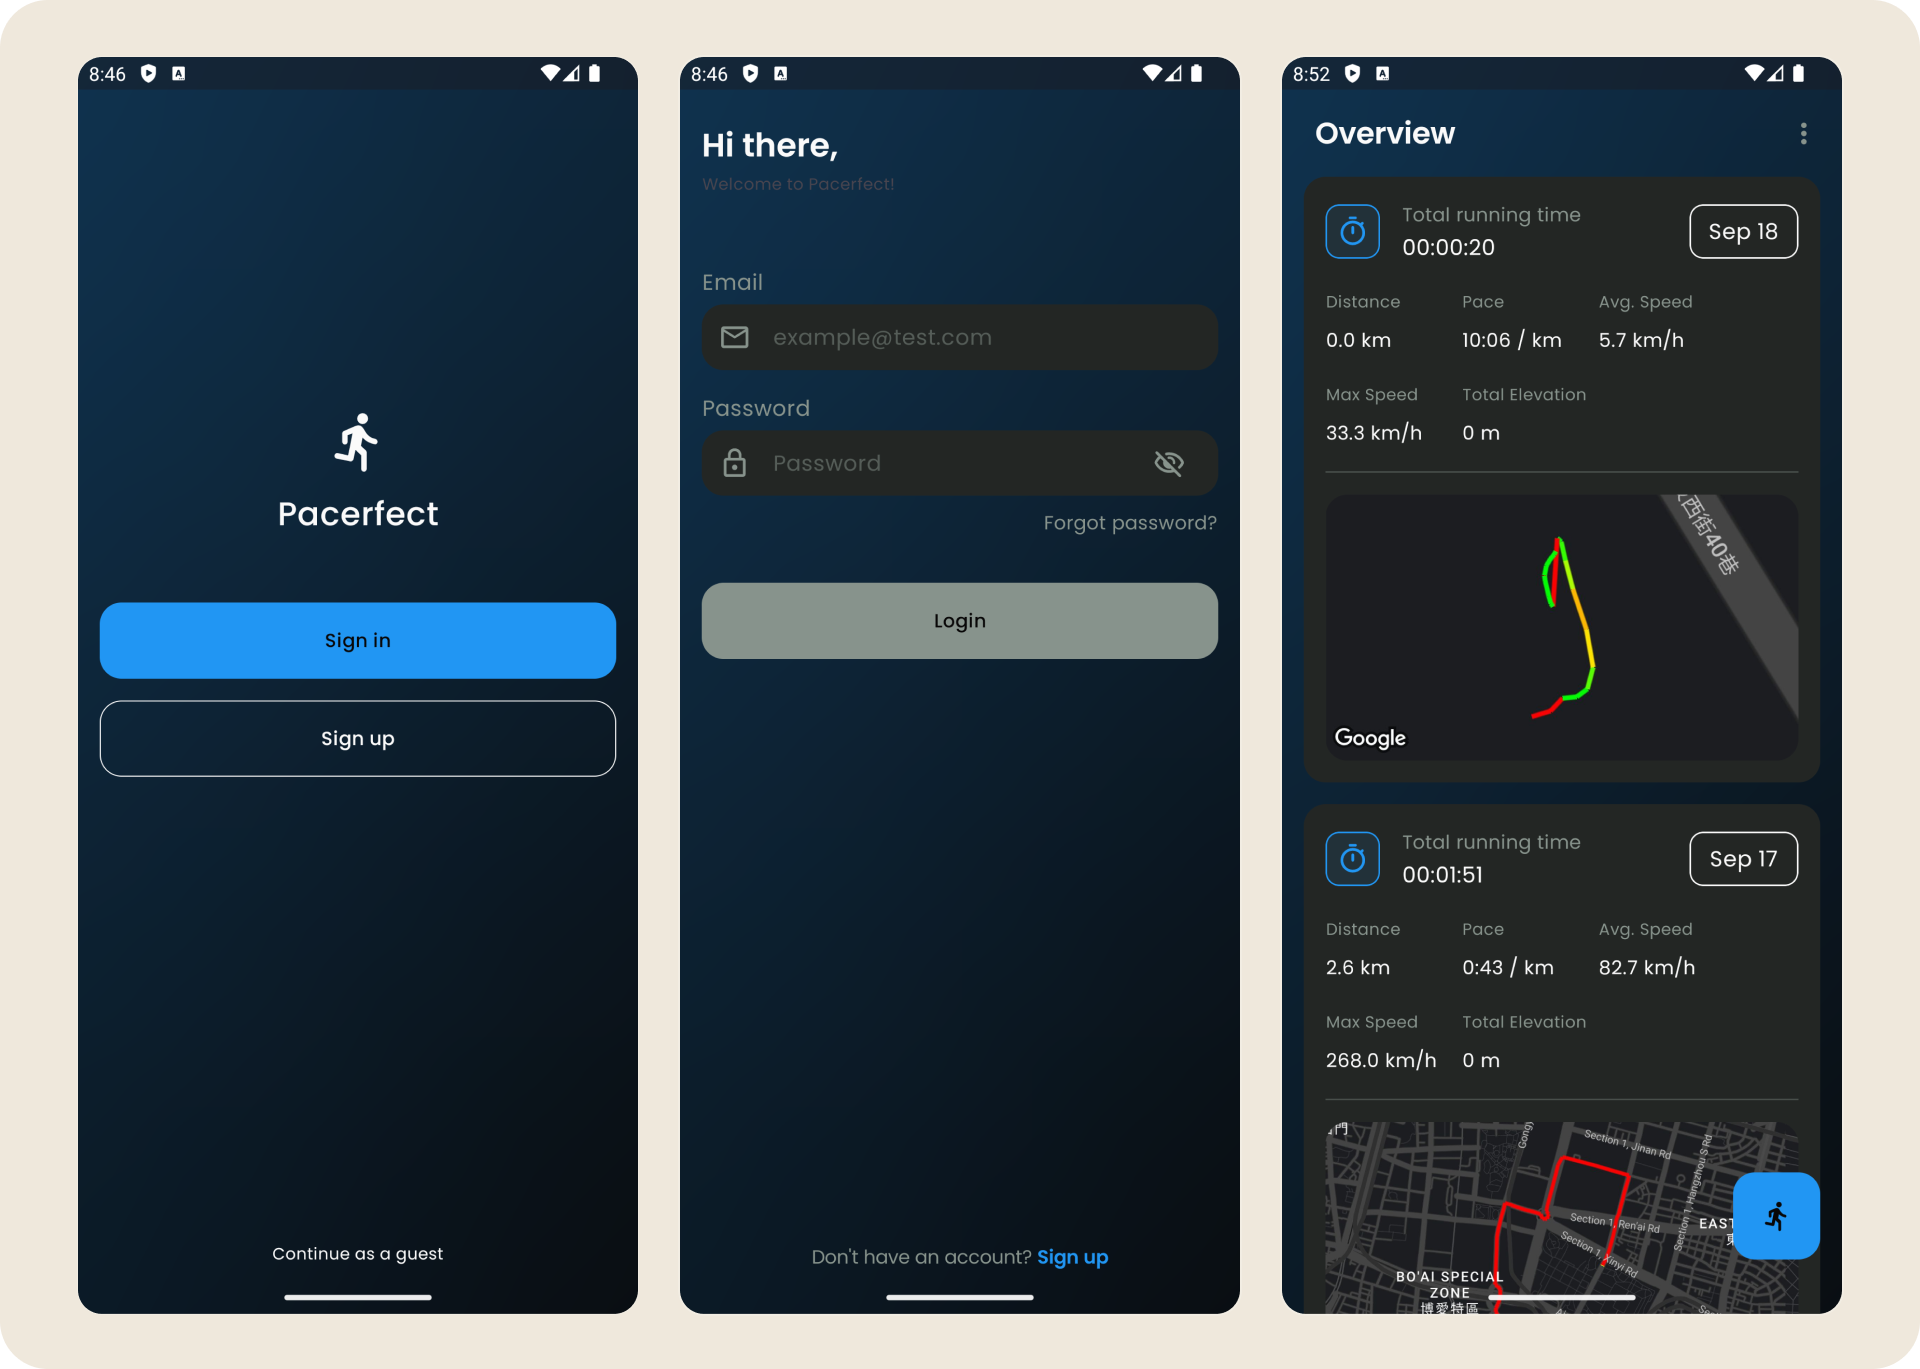 8:46
Pacerfect
Sign in
Sign up
Continue as a guest
8:46
Hi there,
Welcome to Pacerfect!
Email
example@test.com
Password
Password
Forgot password?
Login
Don't have an account? Sign up
8:52
Overview
Total running time
00:00:20
Sep 18
Distance
Pace
Avg. Speed
0.0 km
10:06 / km
5.7 km/h
Max Speed
Total Elevation
33.3 km/h
0 m
西街40巷
Google
Total running time
00:01:51
Sep 17
Distance
Pace
Avg. Speed
2.6 km
0:43 / km
82.7 km/h
Max Speed
Total Elevation
268.0 km/h
0 m
門
Section 1, Jinan Rd
Section 1, Hangzhou S Rd
Section 1, Ren'ai Rd
EAST
Section 1, Xinyi Rd
BO'AI SPECIAL
ZONE
博愛特區